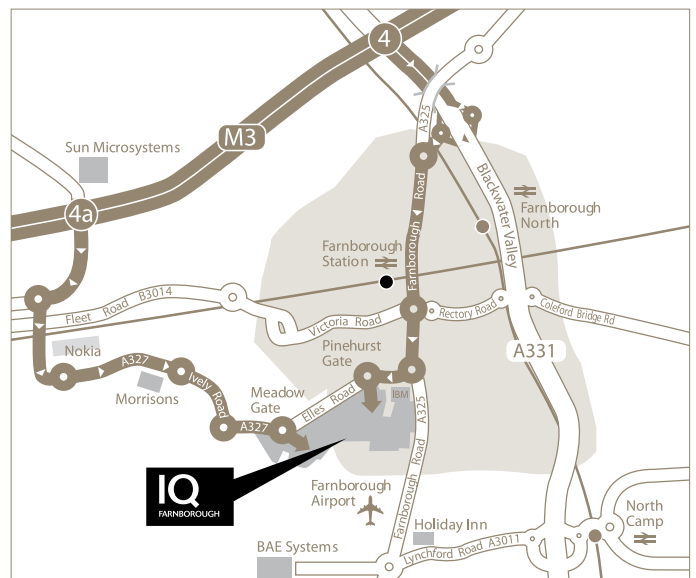 4
A325
M3
Sun Microsystems
4a
Road
Farnborough
Blackwater Valley
Farnborough
North
Farnborough
Station
Fleet Road B3014
Victoria Road
Rectory Road
Coleford Bridge Rd
A331
Nokia
A327
Morrisons
Ively Road
A327
Pinehurst
Gate
Meadow
Gate
Elles Road
IBM
A325
Farnborough Road
IQ
FARNBOROUGH
Farnborough
Airport
Holiday Inn
North
Camp
Lynchford Road A3011
BAE Systems